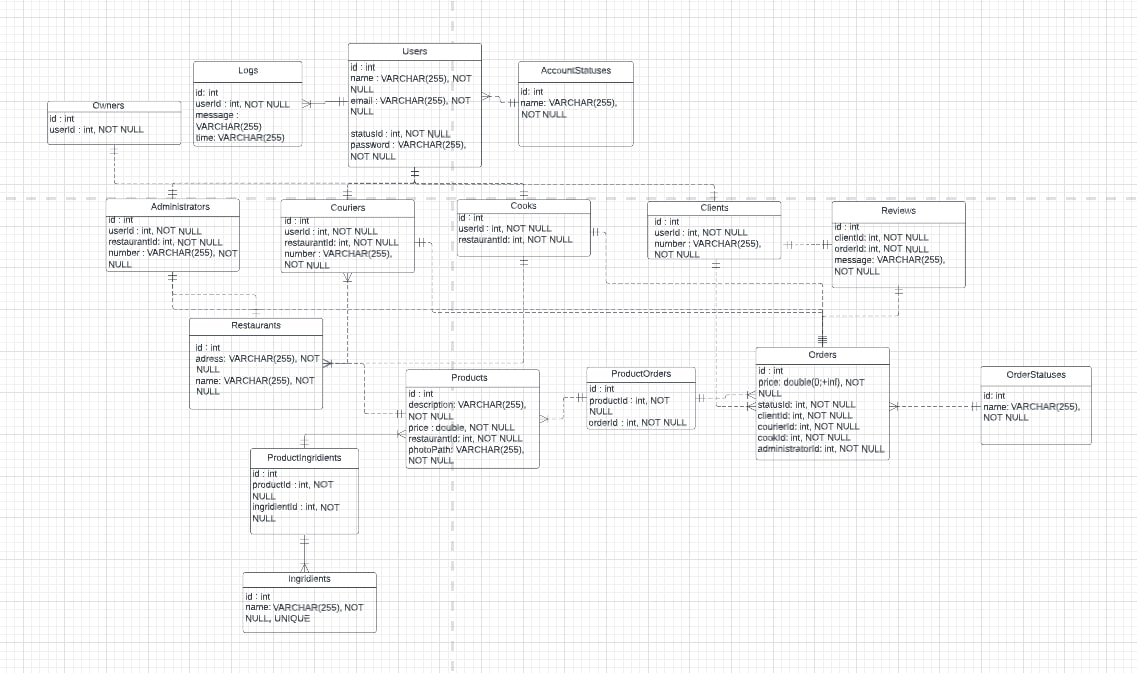 Users
id : int
name : VARCHAR(255), NOT
NULL
email : VARCHAR(255), NOT
NULL
statusId : int, NOT NULL
password : VARCHAR(255),
NOT NULL
Logs
id: int
userId : int, NOT NULL
message :
VARCHAR(255)
time: VARCHAR(255)
AccountStatuses
id : int
name: VARCHAR(255),
NOT NULL
Owners
id : int
userId : int, NOT NULL
Administrators
id : int
userId : int, NOT NULL
restaurantId: int, NOT NULL
number : VARCHAR(255), NOT
NULL
Couriers
id : int
userId : int, NOT NULL
restaurantId: int, NOT NULL
number : VARCHAR(255),
NOT NULL
Cooks
id : int
userId : int, NOT NULL
restaurantId: int, NOT NULL
Clients
id : int
userId : int, NOT NULL
number : VARCHAR(255),
NOT NULL
Reviews
id : int
clientId: int, NOT NULL
orderId: int, NOT NULL
message: VARCHAR(255),
NOT NULL
Restaurants
id : int
adress: VARCHAR(255), NOT
NULL
name: VARCHAR(255), NOT
NULL
Products
id : int
description: VARCHAR(255),
NOT NULL
price : double, NOT NULL
restaurantId: int, NOT NULL
photoPath: VARCHAR(255),
NOT NULL
ProductOrders
id : int
productId : int, NOT
NULL
orderId : int, NOT NULL
Orders
id : int
price: double(0;+inf), NOT
NULL
statusId: int, NOT NULL
clientId: int, NOT NULL
courierId: int, NOT NULL
cookId: int, NOT NULL
administratorId: int, NOT NULL
OrderStatuses
id: int
name: VARCHAR(255),
NOT NULL
ProductIngridients
id : int
productId : int, NOT
NULL
ingridientId : int, NOT
NULL
Ingridients
id : int
name: VARCHAR(255), NOT
NULL, UNIQUE